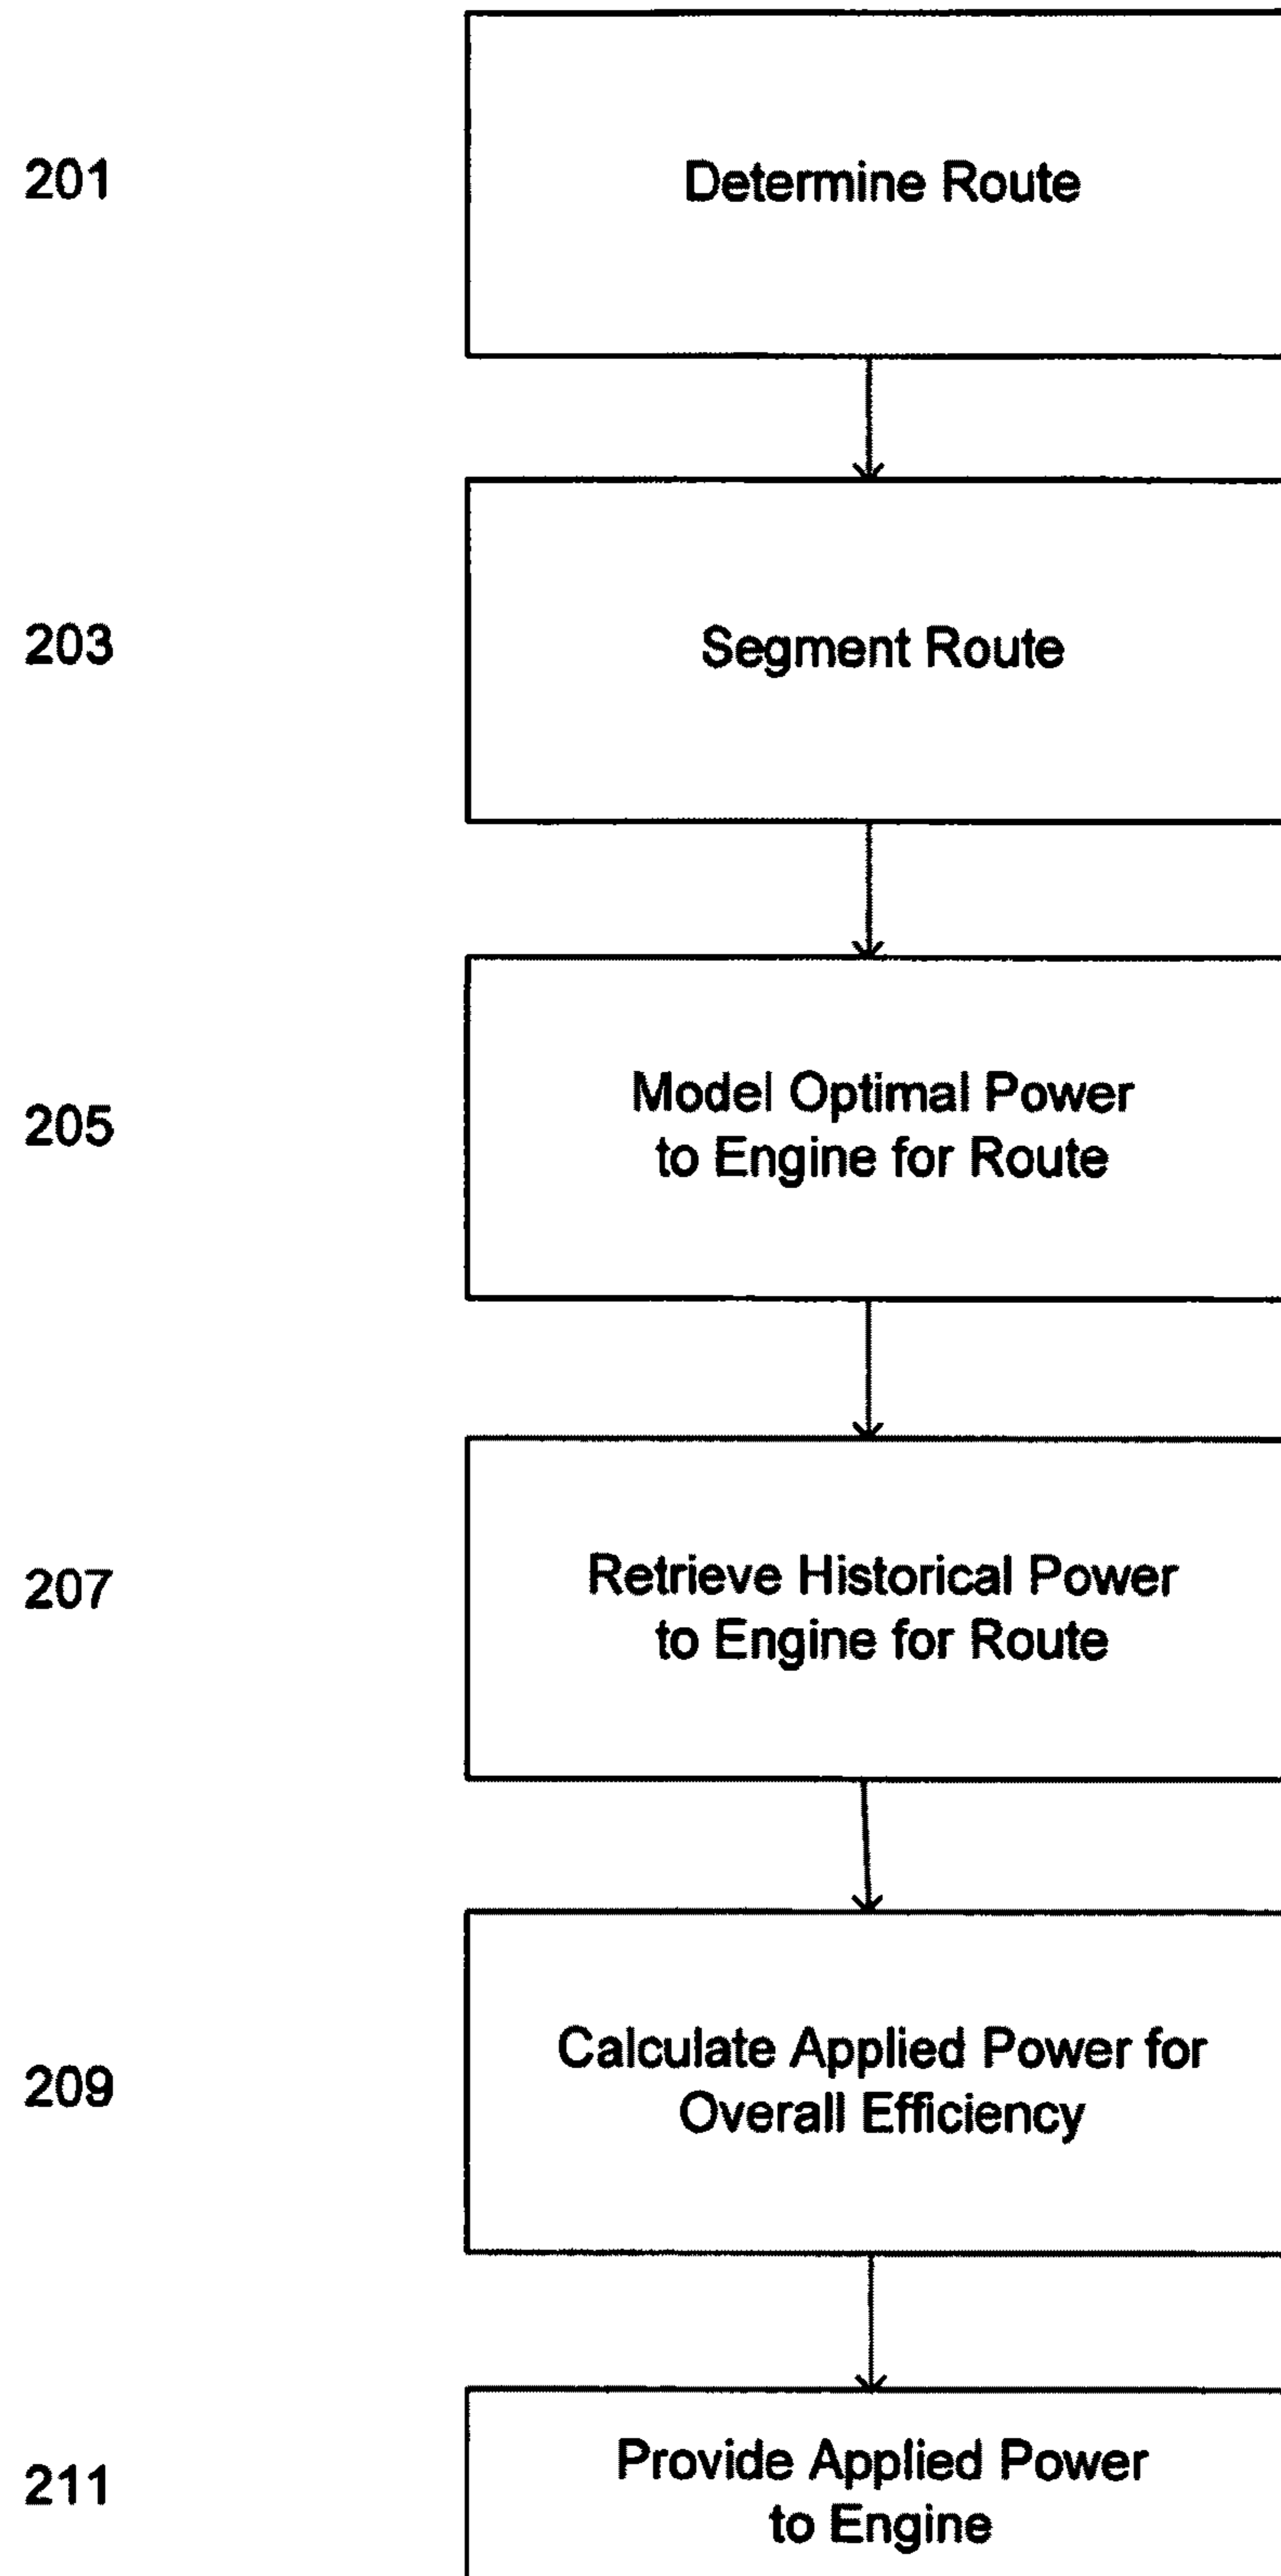 201
Determine Route
203
Segment Route
205
Model Optimal Power
to Engine for Route
207
Retrieve Historical Power
to Engine for Route
209
Calculate Applied Power for
Overall Efficiency
211
Provide Applied Power
to Engine